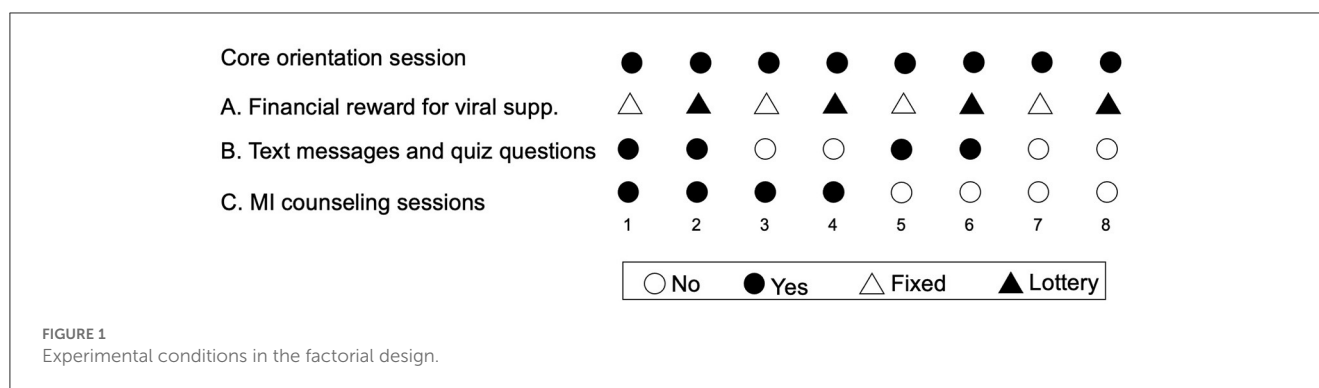 Core orientation session
A. Financial reward for viral supp.
B. Text messages and quiz questions
C. MI counseling sessions
1 2 3 4 5 6 7 8
No Yes Fixed Lottery
FIGURE 1
Experimental conditions in the factorial design.